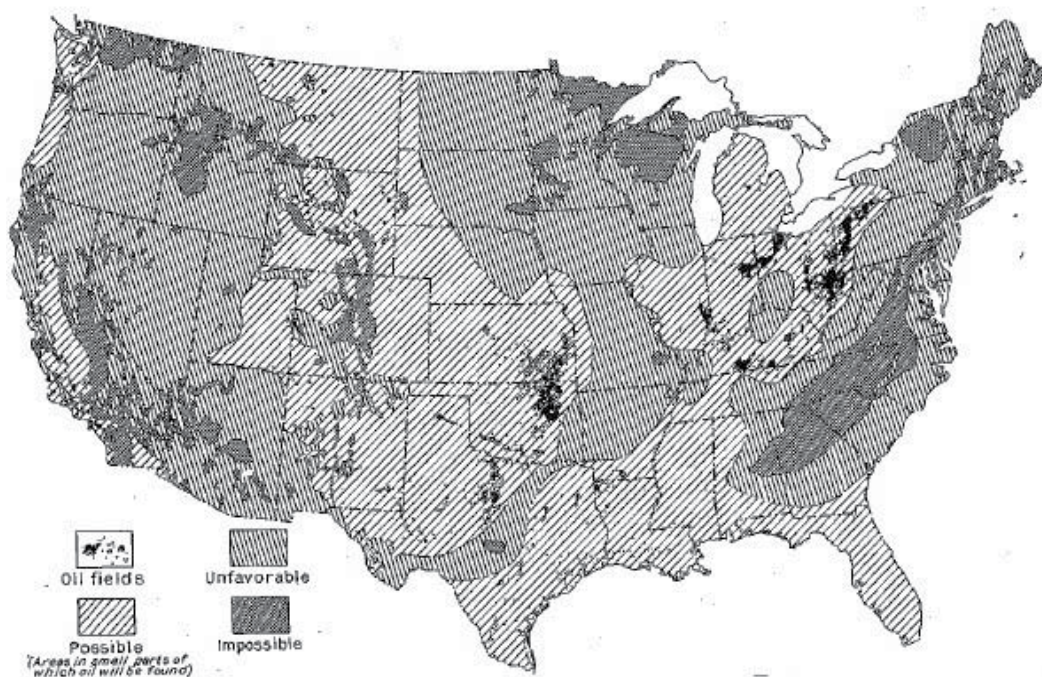 Oil fields
Unfavorable
Possible
(Areas in small parts of
which oil will be found)
Impossible